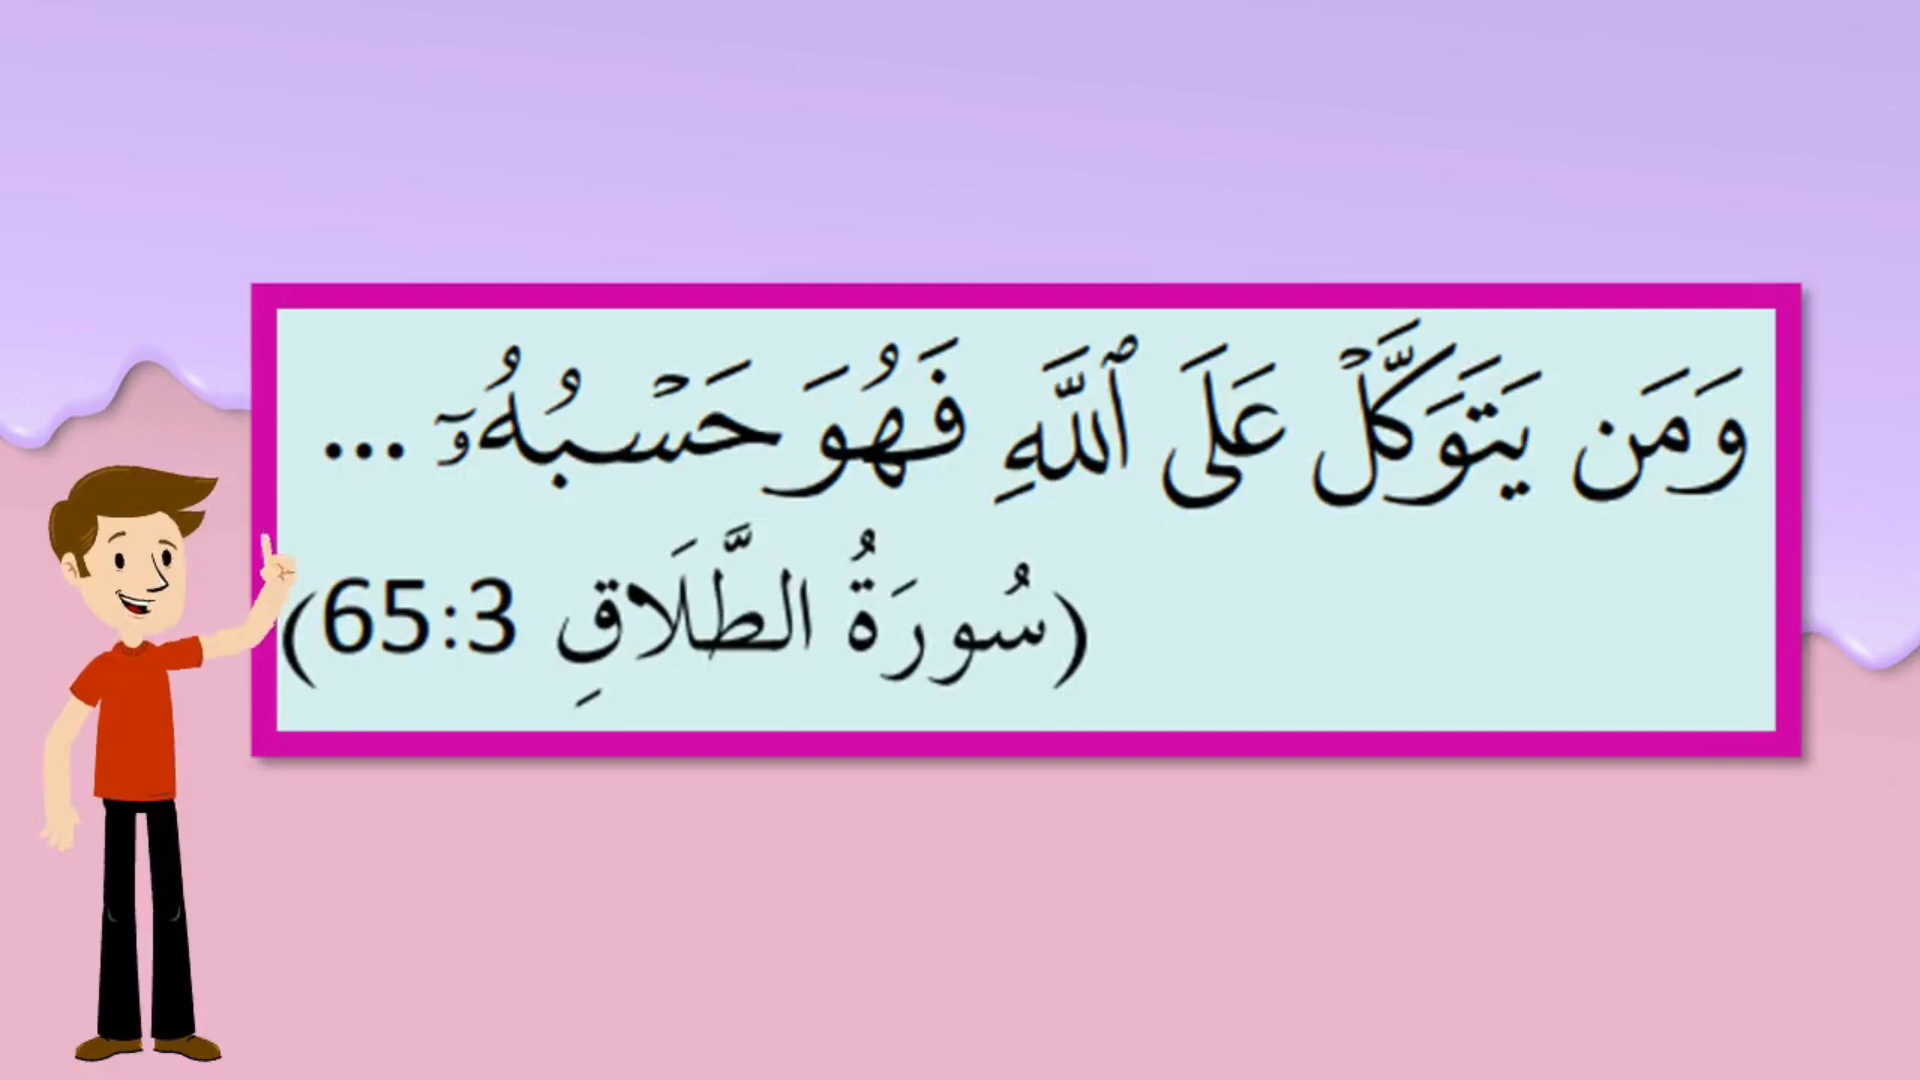 وَمَن يَتَوَكَّلۡ عَلَى ٱللَّهِ فَهُوَ حَسۡبُهُۥٓ ...
(سُورَةُ الطَّلَاقِ 65:3)